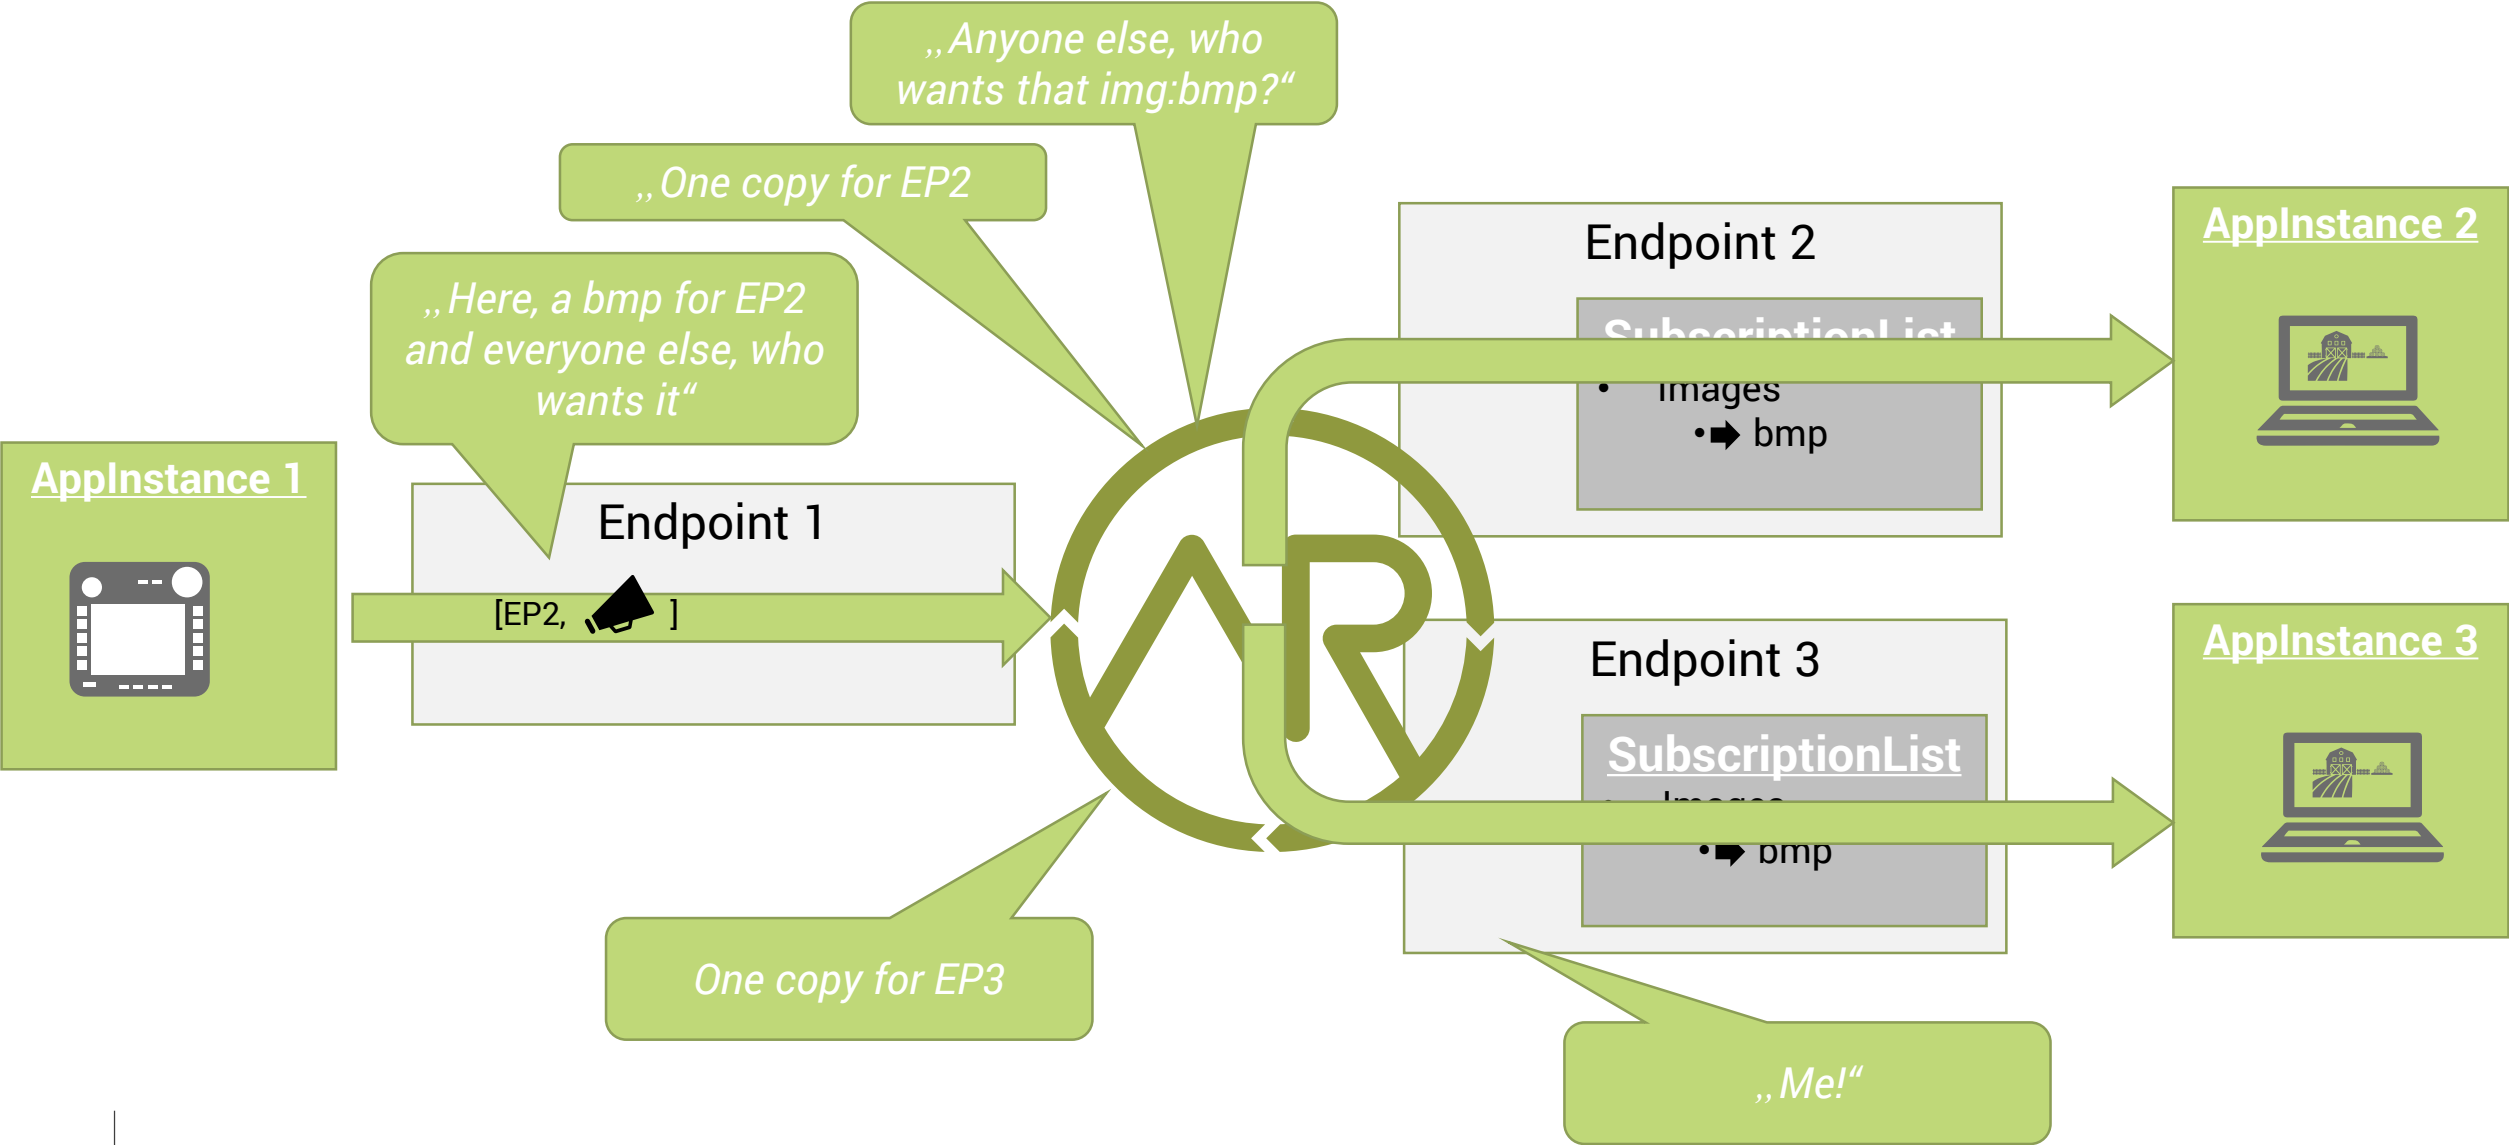 „Anyone else, who
wants that img:bmp?“
„One copy for EP2
„Here, a bmp for EP2
and everyone else, who
wants it“
AppInstance 1
Endpoint 1
[EP2, ]
Endpoint 2
SubscriptionList
• Images
• bmp
AppInstance 2
Endpoint 3
SubscriptionList
• Images
• bmp
AppInstance 3
One copy for EP3
„Me!“